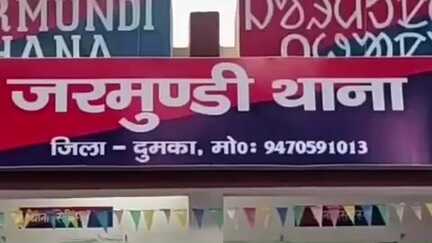 RMUNDI
HANA
जरमुण्डी थाना
जिला - दुमका, मो०: 9470591013